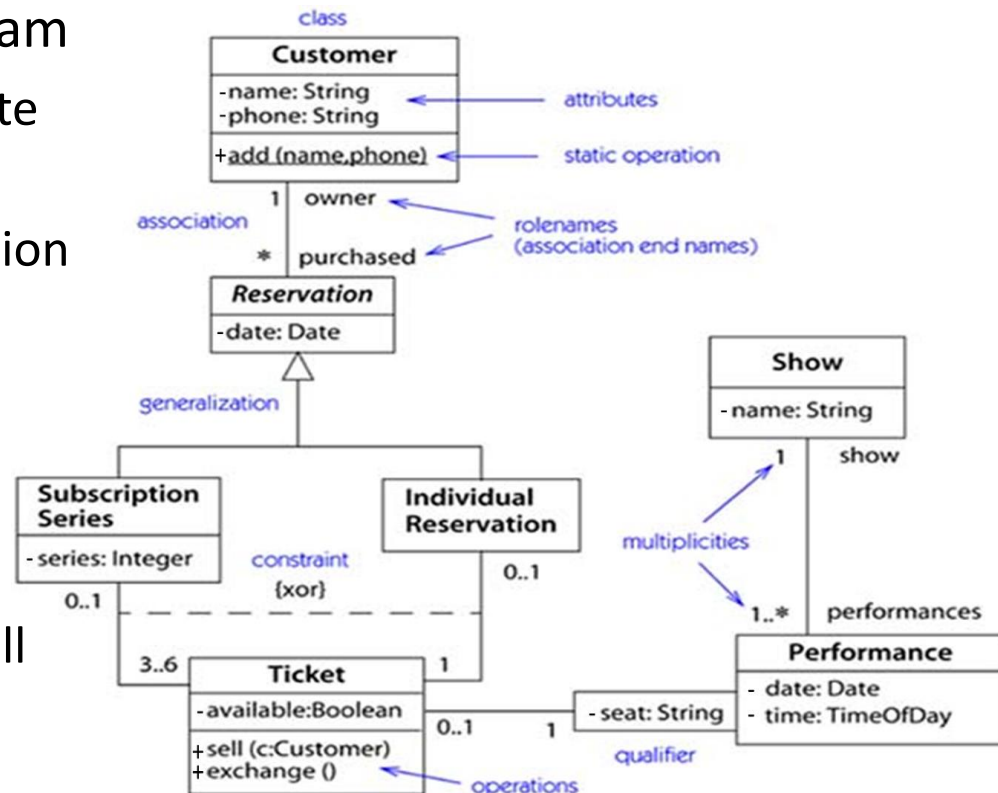 am
te
ion
ll
class
Customer
-name: String
-phone: String
attributes
+add (name,phone)
static operation
1 owner
association
rolenames
(association end names)
* purchased
Reservation
-date: Date
generalization
Show
- name: String
1 show
multiplicities
1..* performances
Subscription
Series
- series: Integer
Individual
Reservation
constraint
{xor}
0..1
0..1
3..6
1
Ticket
-available:Boolean
+sell (c:Customer)
+exchange ()
operations
0..1
1
- seat: String
qualifier
Performance
- date: Date
- time: TimeOfDay